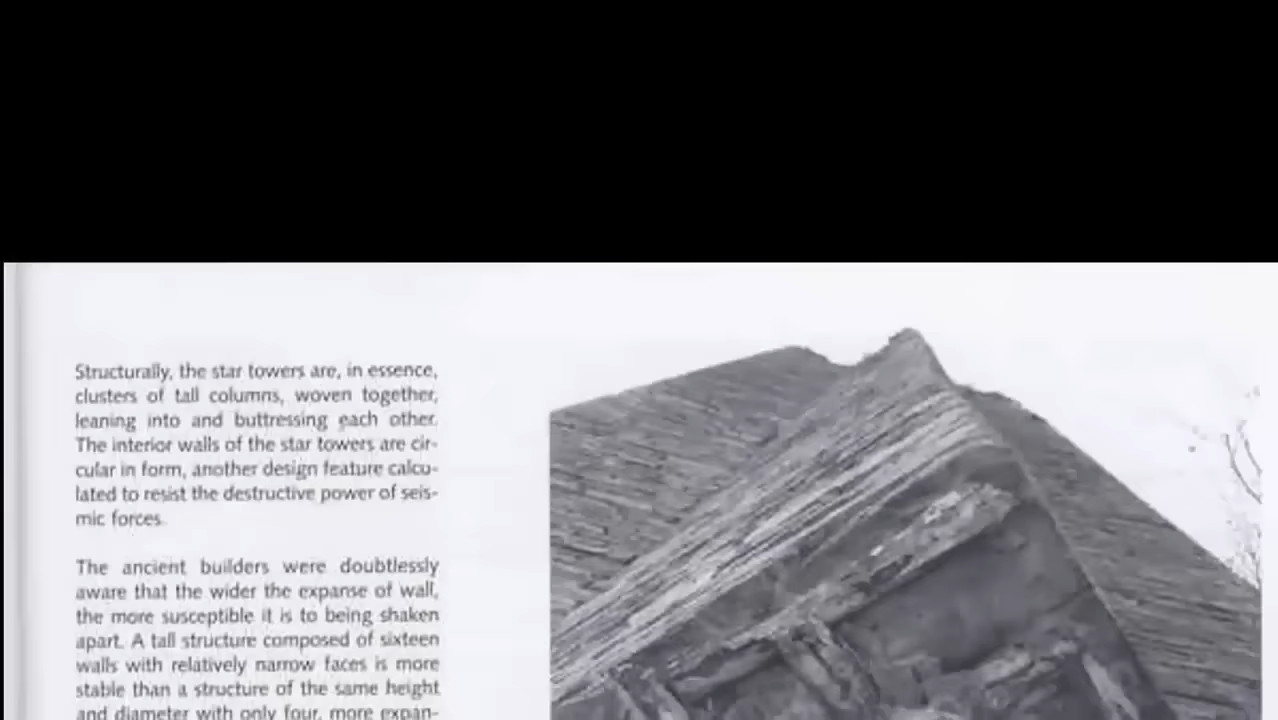 Structurally, the star towers are, in essence,
clusters of tall columns, woven together,
leaning into and buttressing each other.
The interior walls of the star towers are cir-
cular in form, another design feature calcu-
lated to resist the destructive power of seis-
mic forces.
The ancient builders were doubtlessly
aware that the wider the expanse of wall,
the more susceptible it is to being shaken
apart. A tall structure composed of sixteen
walls with relatively narrow faces is more
stable than a structure of the same height
and diameter with only four, more expan-